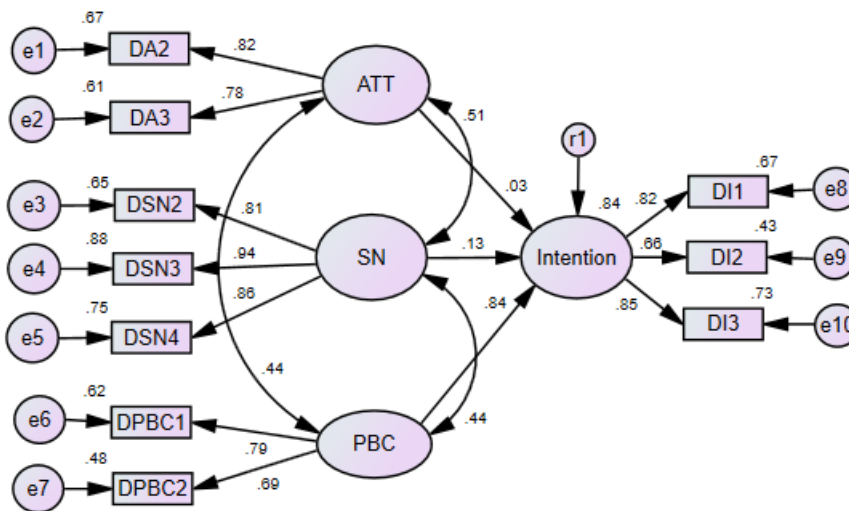 .67
e1
DA2
.82
.61
e2
DA3
.78
ATT
.51
r1
.67
.65
e3
DSN2
.81
.03
.84
.82
DI1
e8
.88
e4
DSN3
.94
SN
.13
Intention
.66
.43
DI2
e9
.75
e5
DSN4
.86
.84
.85
.73
DI3
e10
.44
.62
e6
DPBC1
.79
PBC
.44
.48
e7
DPBC2
.69